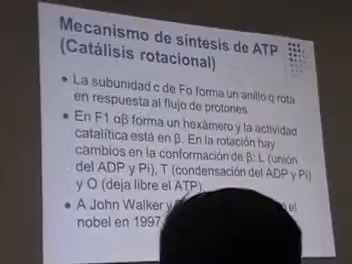 Mecanismo de síntesis de ATP
(Catálisis rotacional)
• La subunidad c de Fo forma un anillo q rota
en respuesta al flujo de protones
• En F1 αβ forma un hexámero y la actividad
catalítica está en β. En la rotación hay
cambios en la conformación de β: L (unión
del ADP y Pi), T (condensación del ADP y Pi)
y O (deja libre el ATP).
• A John Walker y el
nobel en 1997